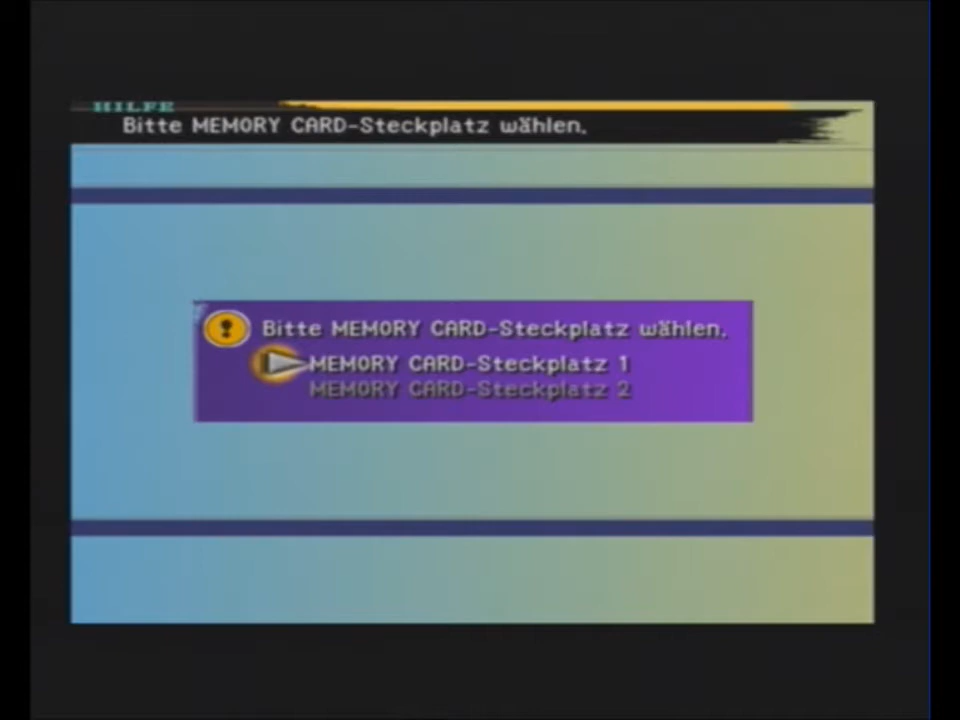 HILFE
Bitte MEMORY CARD-Steckplatz wählen.
Bitte MEMORY CARD-Steckplatz wählen.
MEMORY CARD-Steckplatz 1
MEMORY CARD-Steckplatz 2